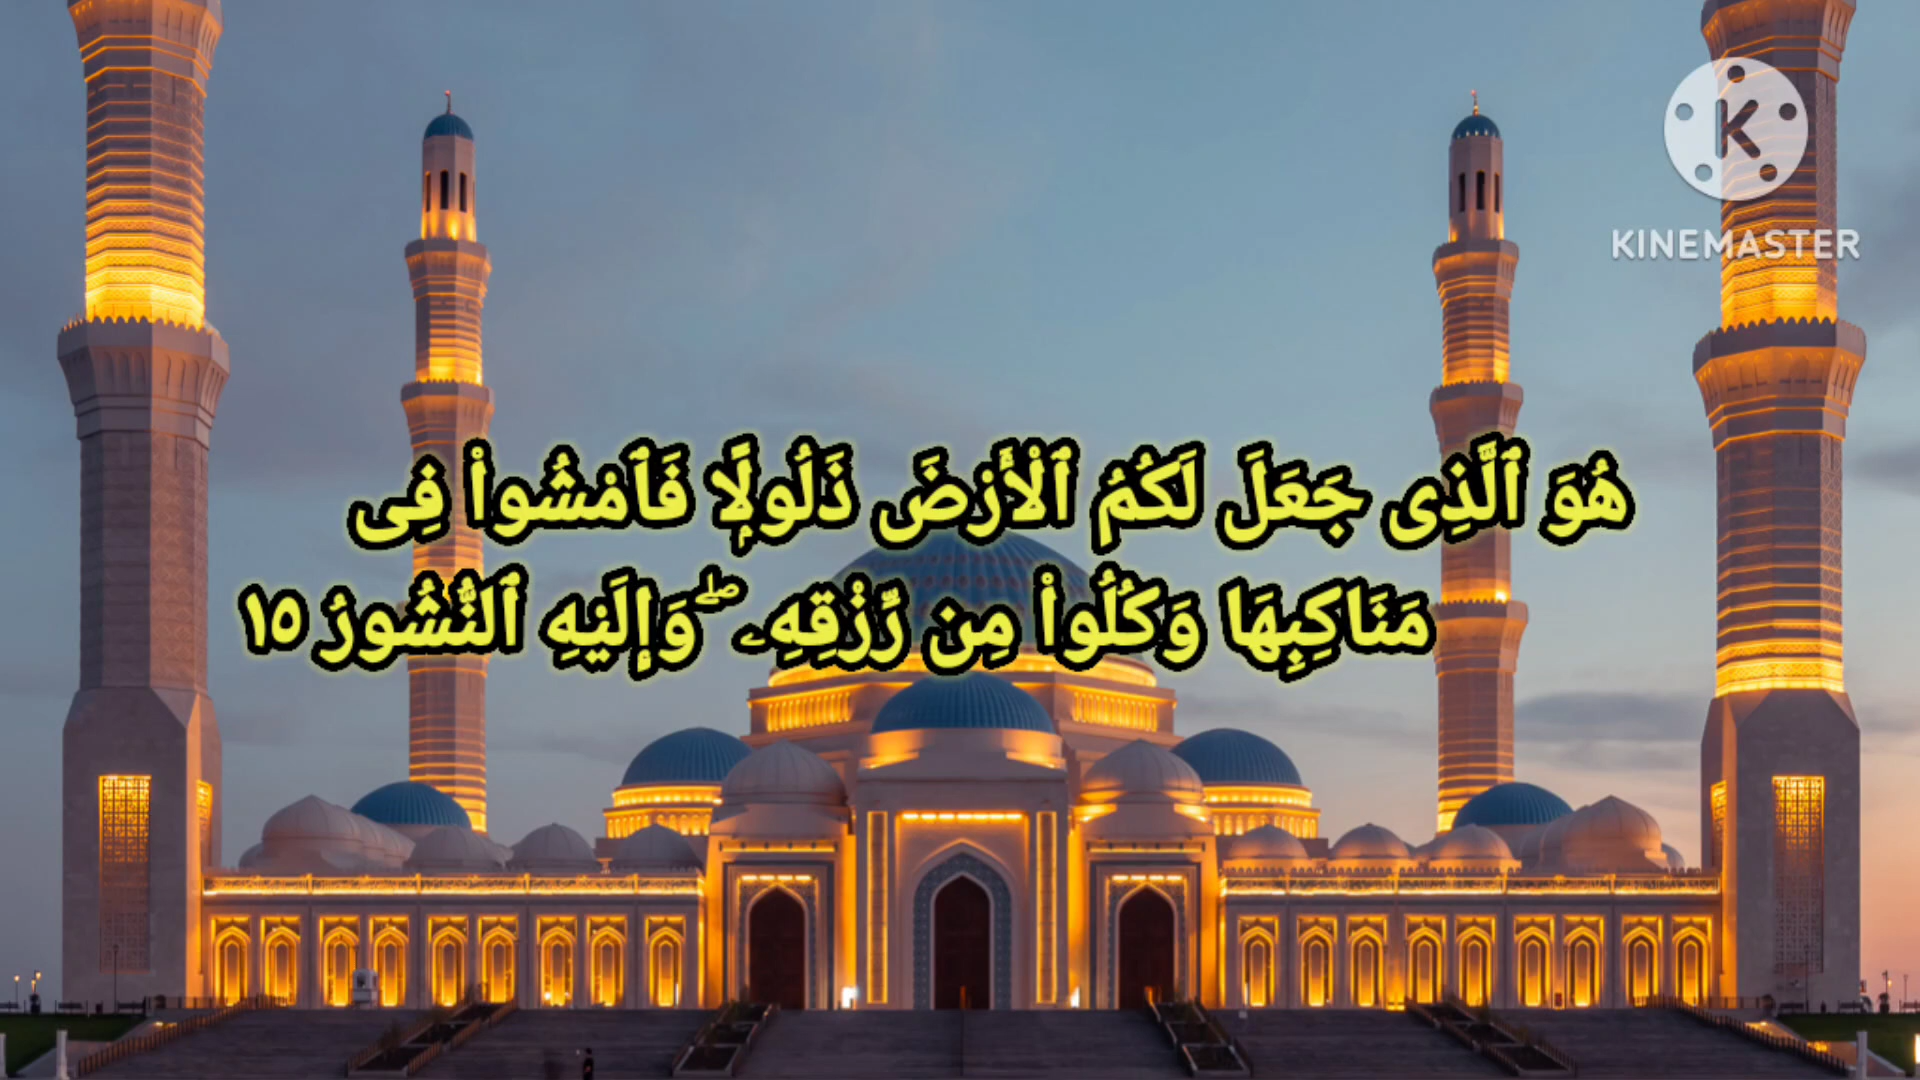 هُوَ ٱلَّذِى جَعَلَ لَكُمُ ٱلْأَرْضَ ذَلُولًۭا فَٱمْشُوا۟ فِى
مَنَاكِبِهَا وَكُلُوا۟ مِن رِّزْقِهِۦ ۖ وَإِلَيْهِ ٱلنُّشُورُ ١٥
K
KINEMASTER